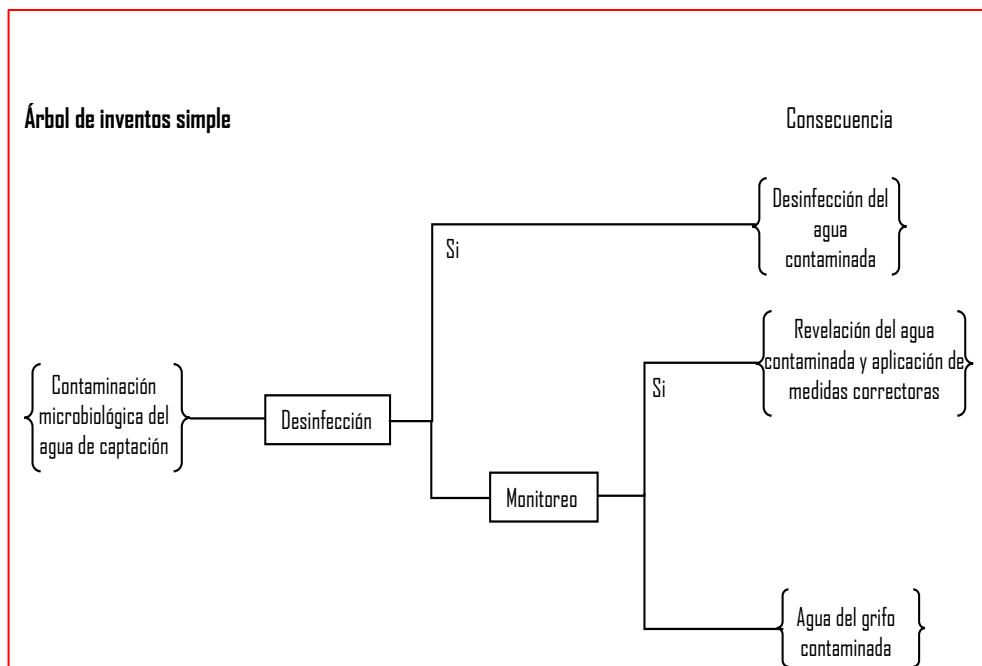 Árbol de inventos simple
Consecuencia
Desinfección del
agua
contaminada
Si
Revelación del agua
contaminada y aplicación de
medidas correctoras
Si
Contaminación
microbiológica del
agua de captación
Desinfección
Monitoreo
Agua del grifo
contaminada